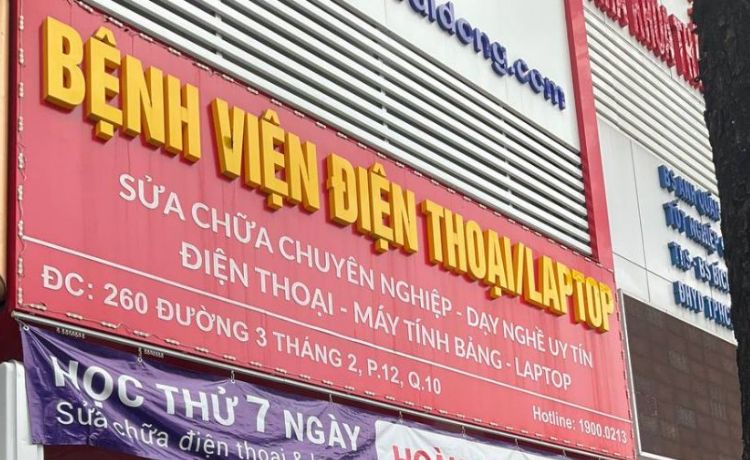 BỆNH VIỆN ĐIỆN THOẠI/LAPTOP
SỬA CHỮA CHUYÊN NGHIỆP - DẠY NGHỀ UY TÍN
ĐIỆN THOẠI - MÁY TÍNH BẢNG - LAPTOP
ĐC: 260 ĐƯỜNG 3 THÁNG 2, P.12, Q.10
Hotline: 1900.0213
HỌC THỬ 7 NGÀY
Sửa chữa điện thoại &